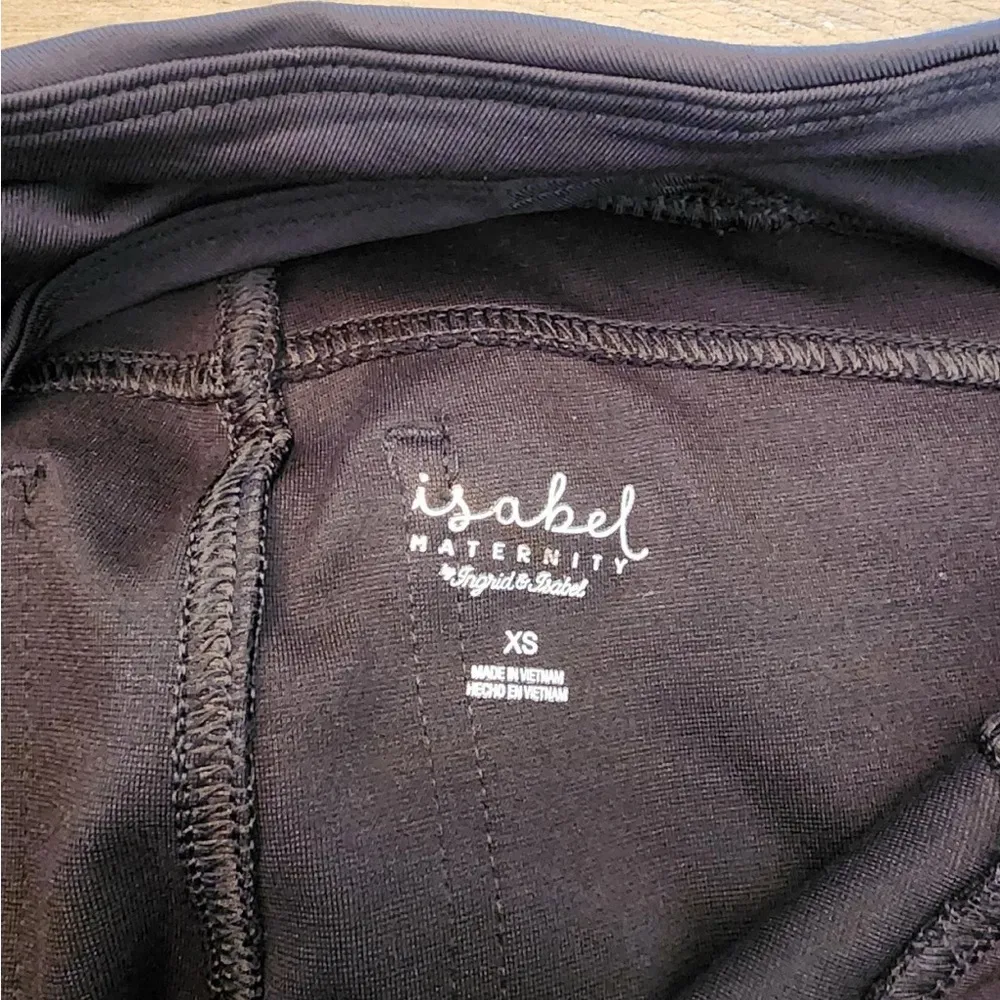 isabel
MATERNITY
by Ingrid & Isabel
XS
MADE IN VIETNAM
HECHO EN VIETNAM